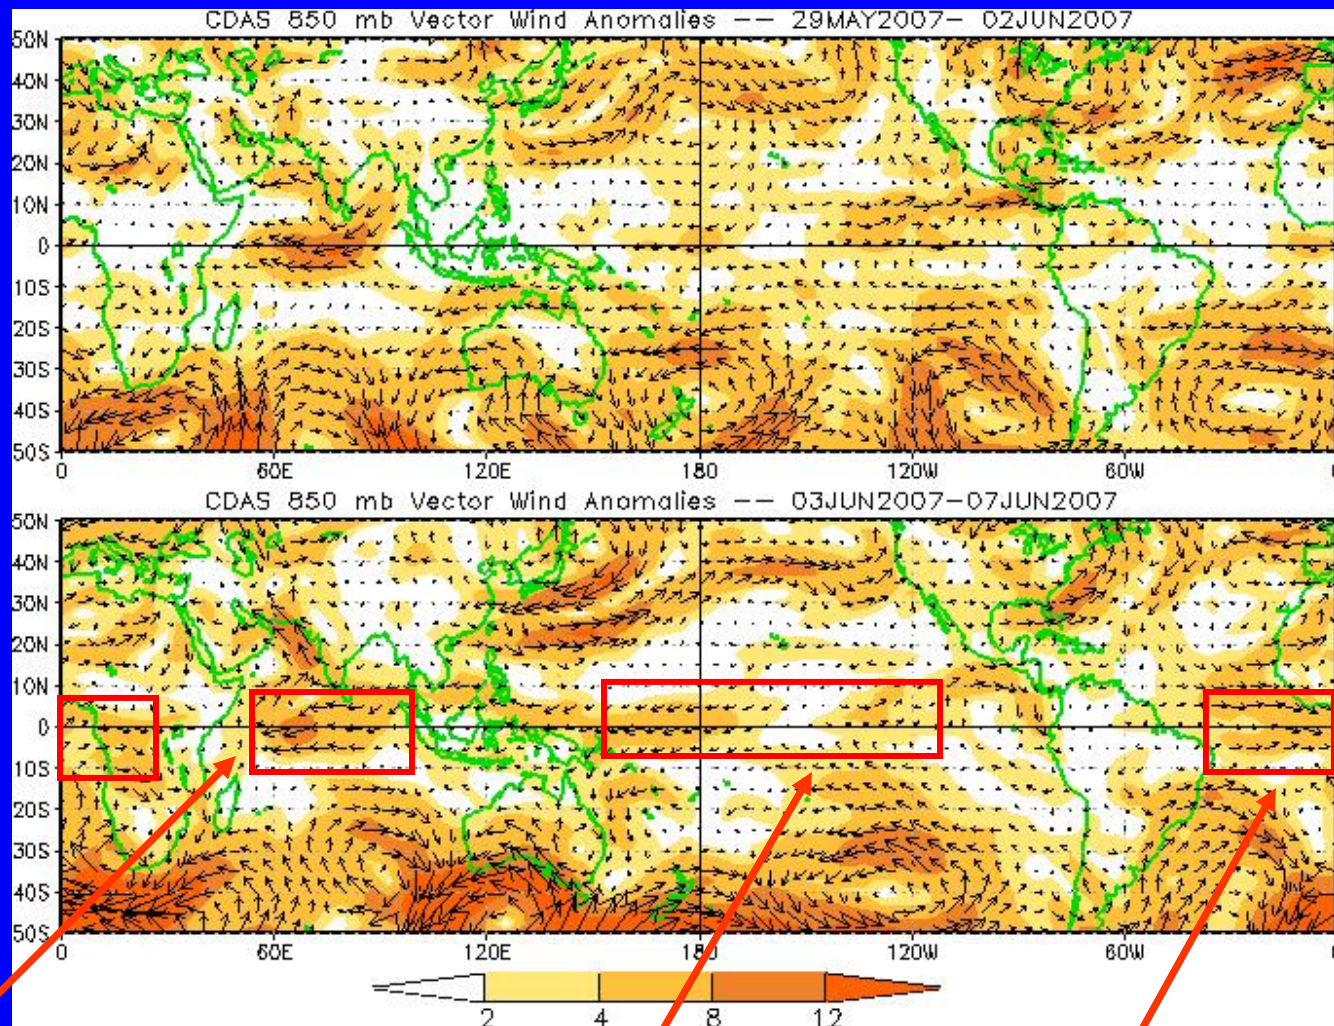 CDAS 850 mb Vector Wind Anomalies -- 29MAY2007- 02JUN2007
50N
40N
30N
20N
10N
0
10S
20S
30S
40S
50S
0 60E 120E 180 120W 60W
CDAS 850 mb Vector Wind Anomalies -- 03JUN2007-07JUN2007
50N
40N
30N
20N
10N
0
10S
20S
30S
40S
50S
0 60E 120E 180 120W 60W
2 4 8 12